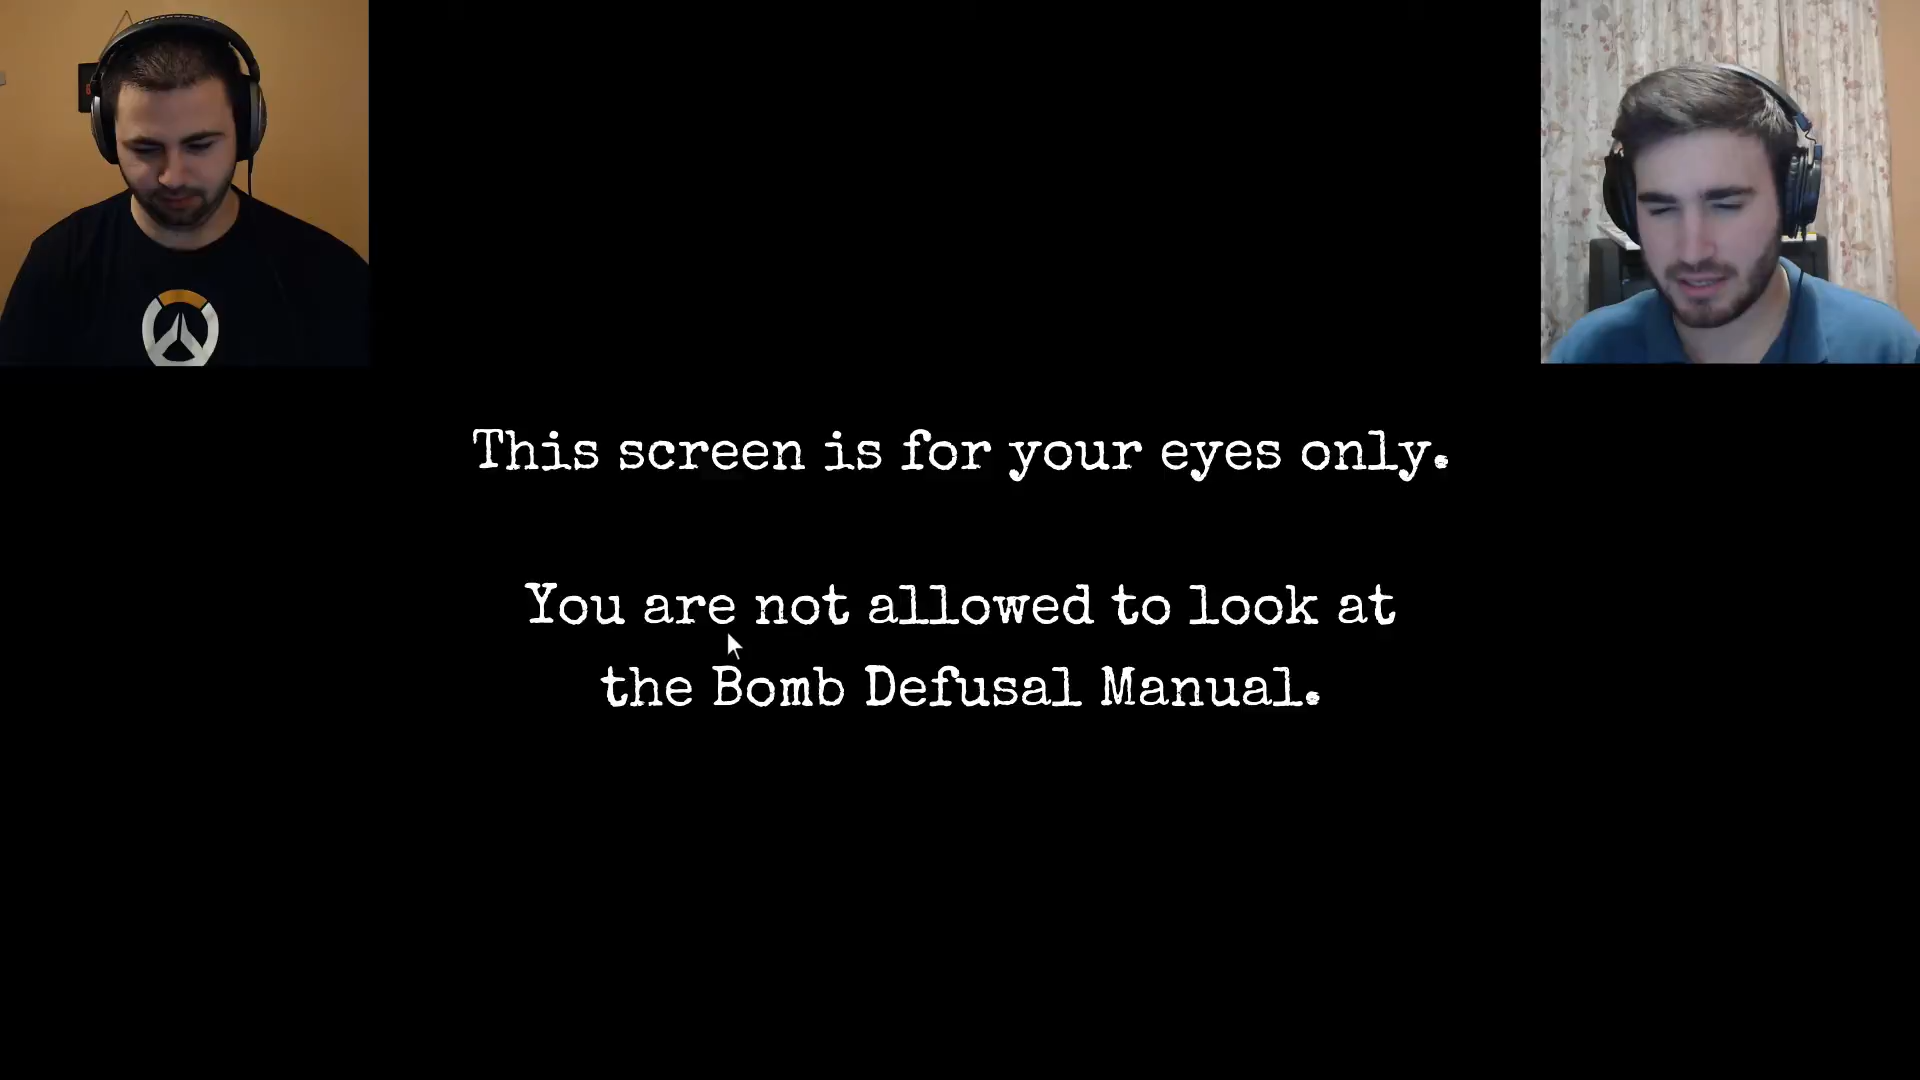 This screen is for your eyes only.
You are not allowed to look at
the Bomb Defusal Manual.